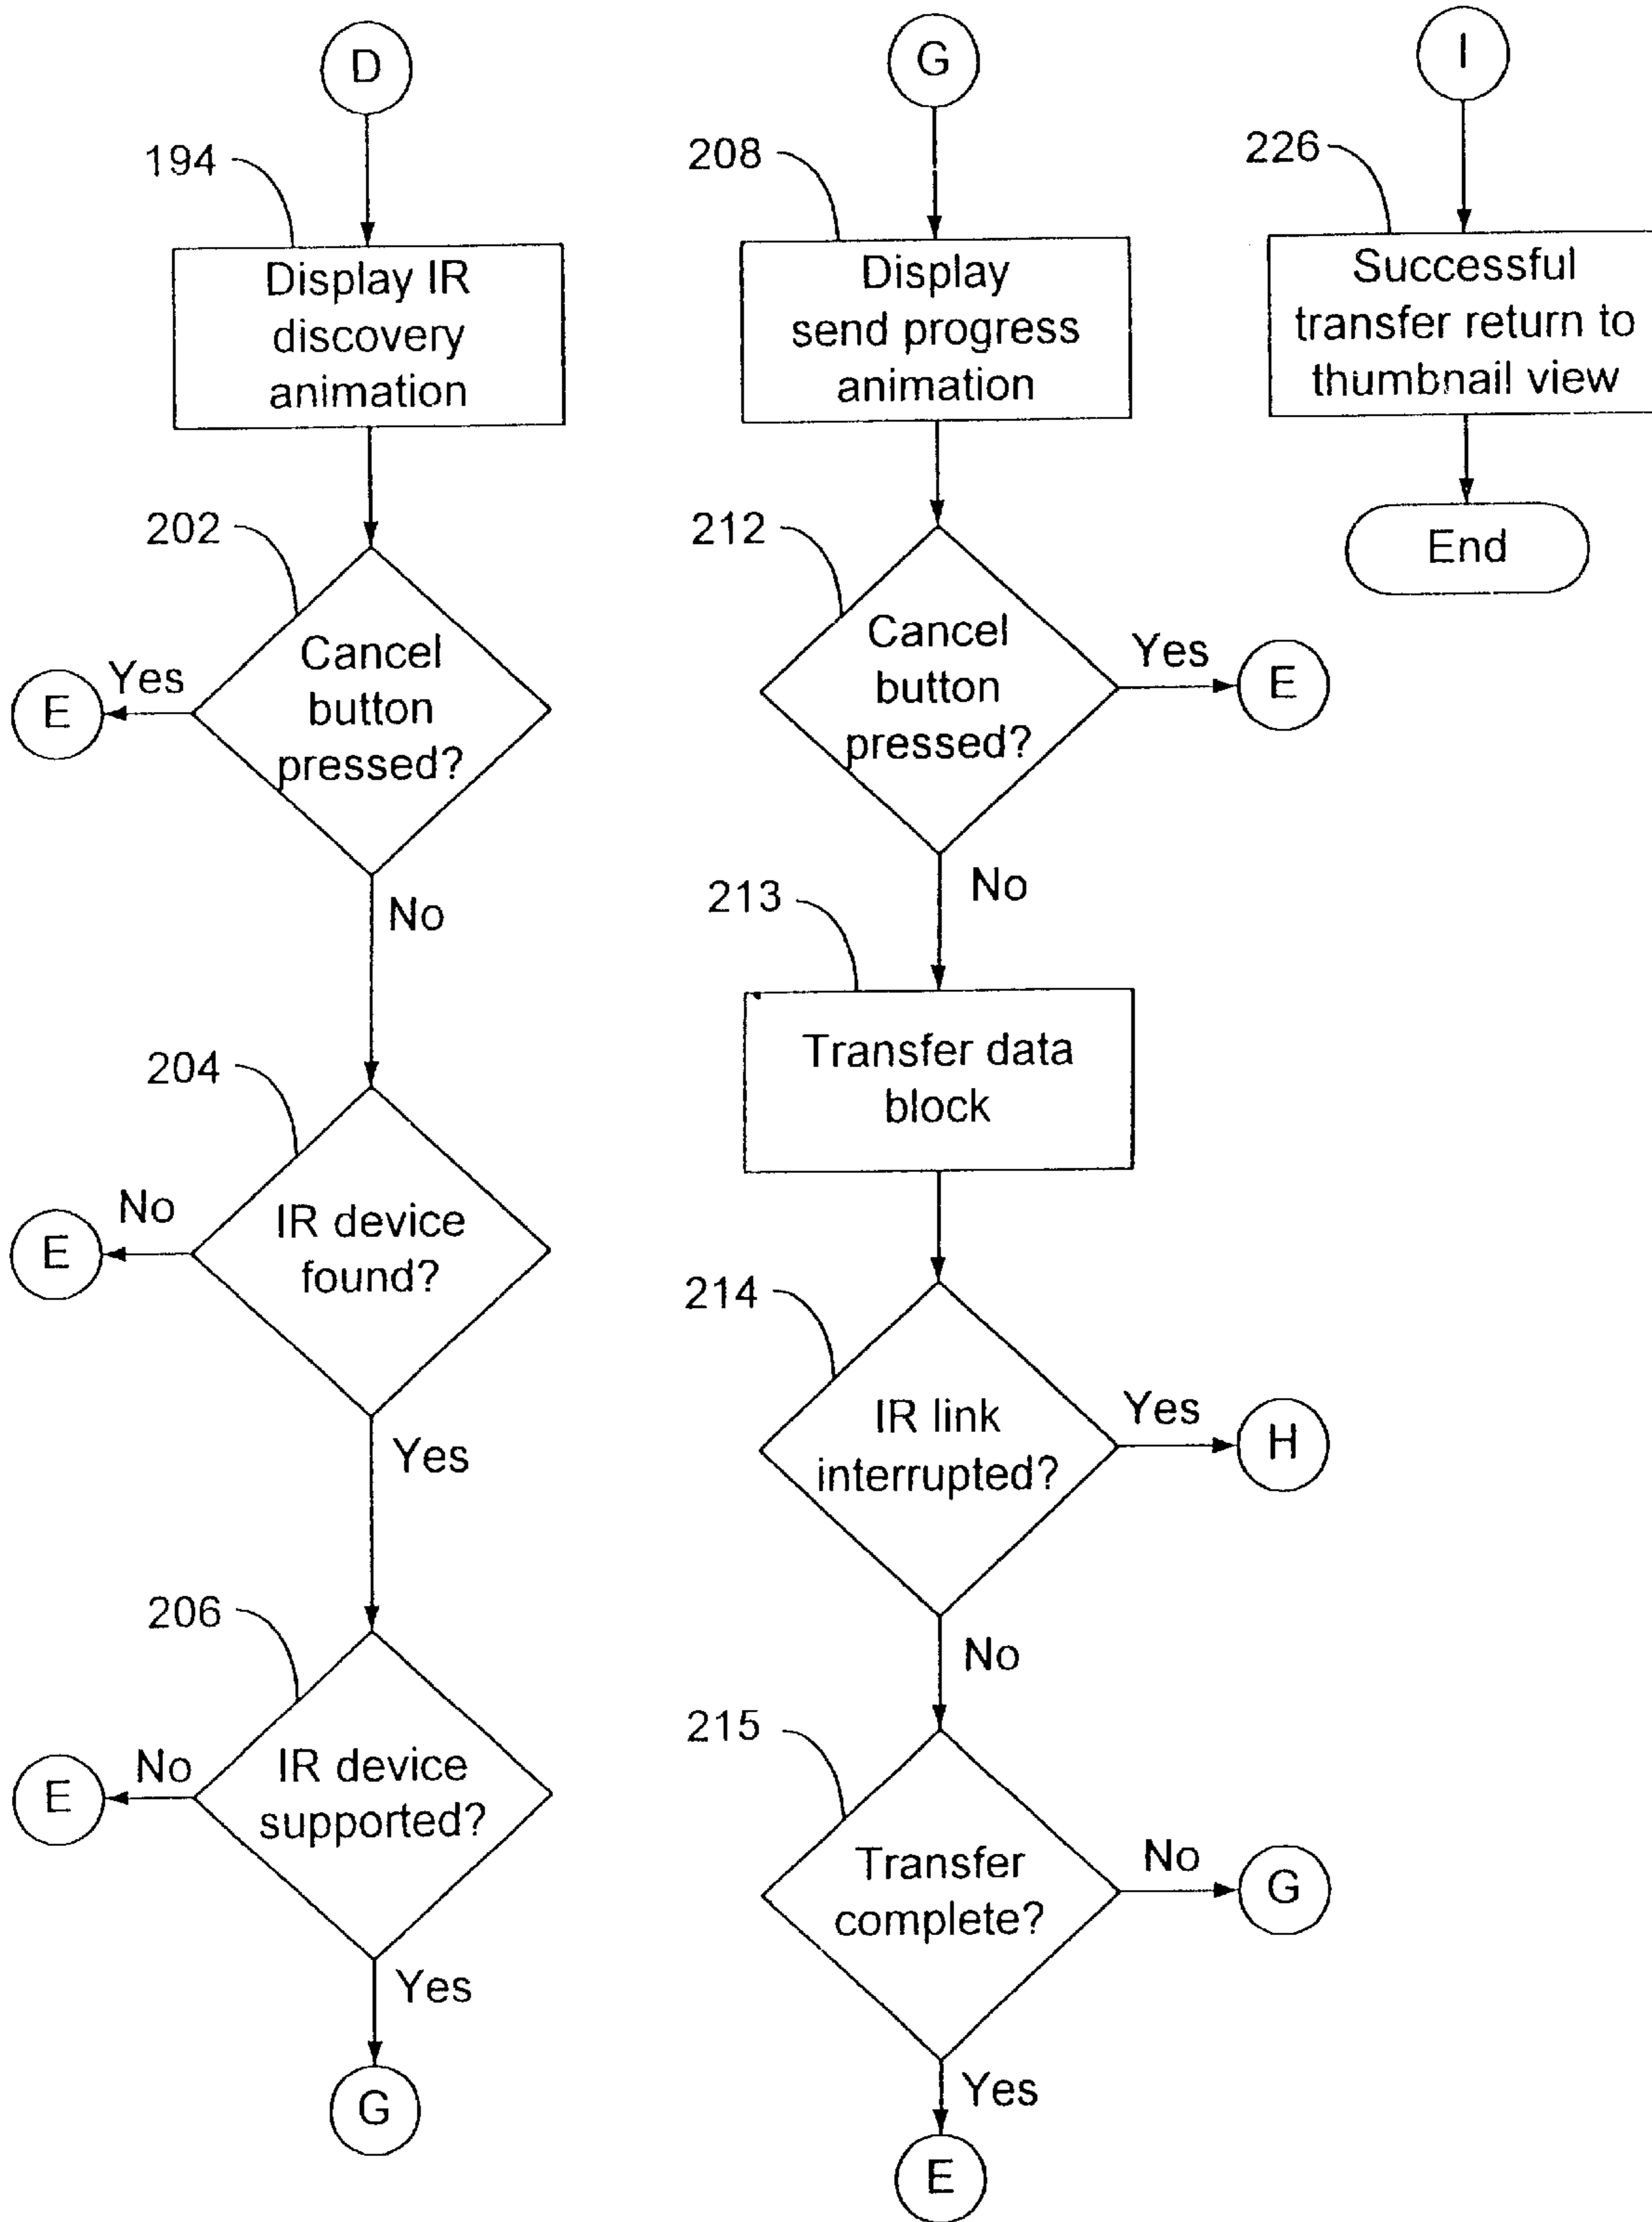 D
194
Display IR
discovery
animation
202
Cancel
button
pressed?
Yes
E
No
204
IR device
found?
No
E
Yes
206
IR device
supported?
No
E
Yes
G
G
208
Display
send progress
animation
212
Cancel
button
pressed?
Yes
E
No
213
Transfer data
block
214
IR link
interrupted?
Yes
H
No
215
Transfer
complete?
No
G
Yes
E
I
226
Successful
transfer return to
thumbnail view
End